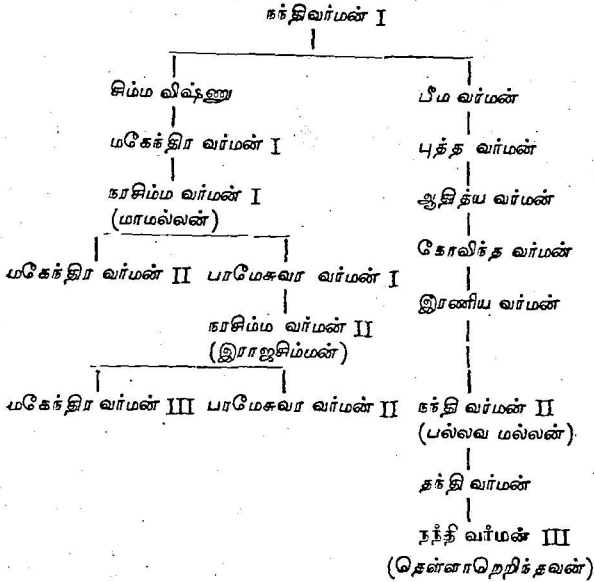 நந்திவர்மன் I
சிம்ம விஷ்ணு
பீம வர்மன்
மகேந்திர வர்மன் I
புத்த வர்மன்
நரசிம்ம வர்மன் I
(மாமல்லன்)
ஆதித்ய வர்மன்
கோவிந்த வர்மன்
மகேந்திர வர்மன் II பரமேசுவர வர்மன் I
இரணிய வர்மன்
நரசிம்ம வர்மன் II
(இராஜசிம்மன்)
மகேந்திர வர்மன் III பரமேசுவர வர்மன் II
நந்தி வர்மன் II
(பல்லவ மல்லன்)
தந்தி வர்மன்
நந்தி வர்மன் III
(தெள்ளாறெறிந்தவன்)